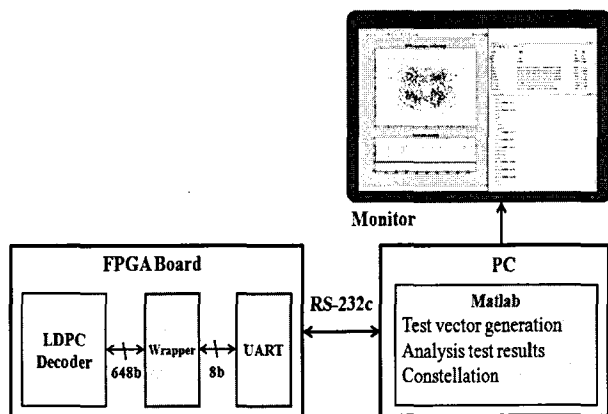 Monitor
FPGA Board
PC
RS-232c
LDPC
Decoder
Wrapper
UART
648b
8b
Matlab
Test vector generation
Analysis test results
Constellation